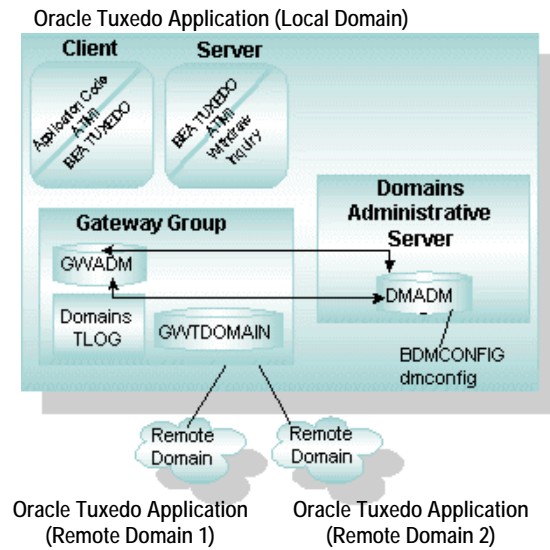 Oracle Tuxedo Application (Local Domain)
Client
Server
Application Code
ATMI
BEA TUXEDO
BEA TUXEDO
ATMI
Withdraw
Inquiry
Gateway Group
GWADM
Domains
TLOG
GWTDOMAIN
Domains
Administrative
Server
DMADM
BDMCONFIG
dmconfig
Remote
Domain
Remote
Domain
Oracle Tuxedo Application
(Remote Domain 1)
Oracle Tuxedo Application
(Remote Domain 2)